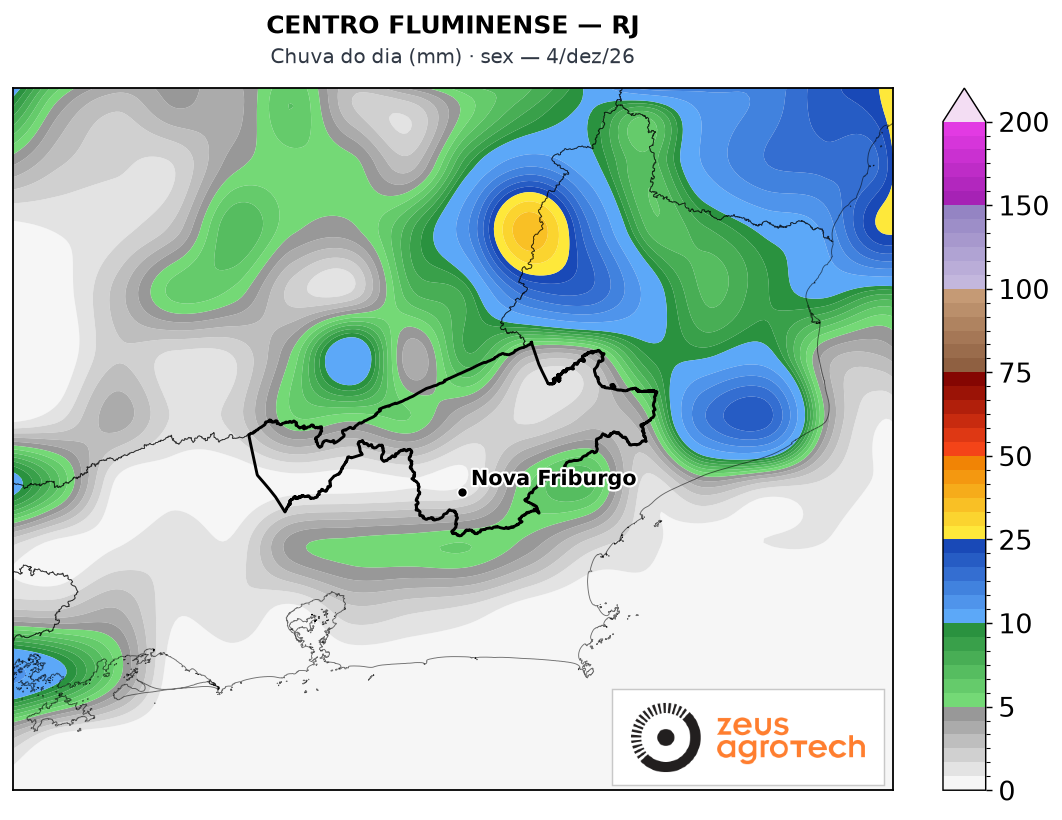 CENTRO FLUMINENSE — RJ
Chuva do dia (mm) · sex — 4/dez/26
200
150
100
75
50
25
10
5
0
Nova Friburgo
zeus
agrotech